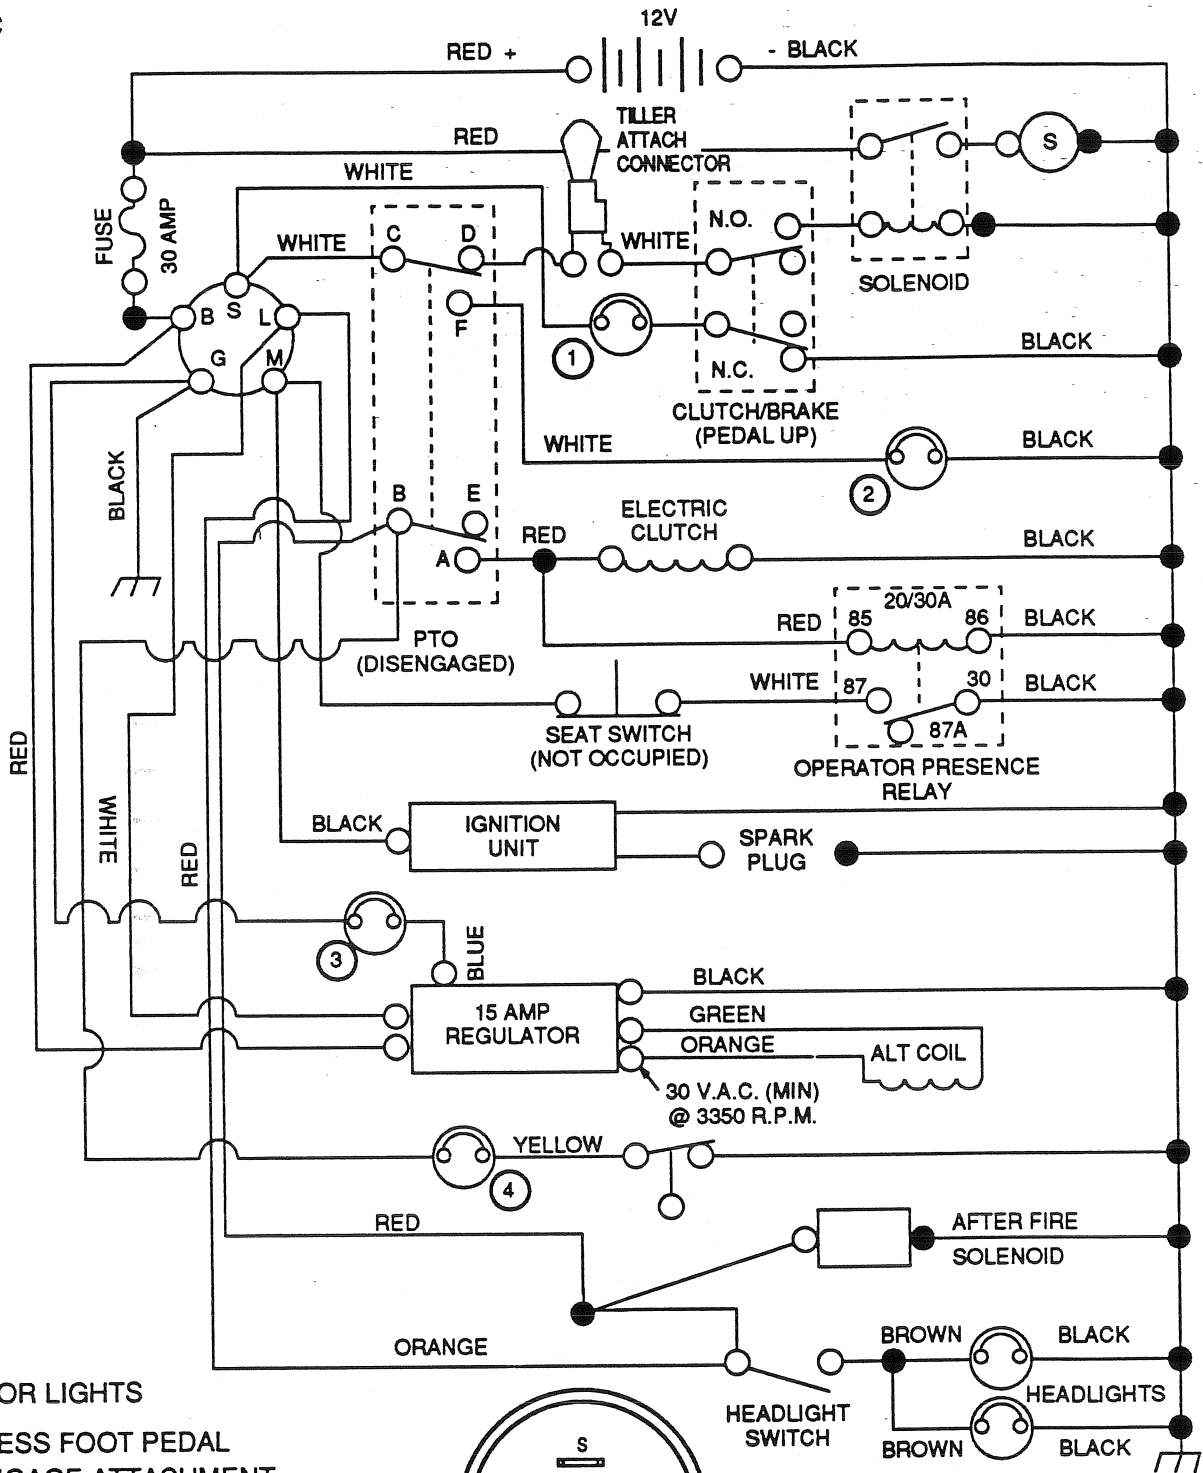 12V
RED +
- BLACK
TILLER
ATTACH
CONNECTOR
RED
S
WHITE
FUSE
30 AMP
WHITE
C
D
WHITE
N.O.
SOLENOID
B
S
L
F
G
M
1
N.C.
BLACK
CLUTCH/BRAKE
(PEDAL UP)
WHITE
BLACK
BLACK
2
B
E
ELECTRIC
CLUTCH
RED
BLACK
A
20/30A
RED
85
86
BLACK
PTO
(DISENGAGED)
WHITE
87
30
BLACK
87A
SEAT SWITCH
(NOT OCCUPIED)
OPERATOR PRESENCE
RELAY
RED
WHITE
RED
BLACK
IGNITION
UNIT
SPARK
PLUG
3
BLUE
BLACK
15 AMP
REGULATOR
GREEN
ORANGE
ALT COIL
30 V.A.C. (MIN)
@ 3350 R.P.M.
YELLOW
4
RED
AFTER FIRE
SOLENOID
ORANGE
BROWN
BLACK
HEADLIGHTS
HEADLIGHT
SWITCH
BROWN
BLACK
OR LIGHTS
ESS FOOT PEDAL
S